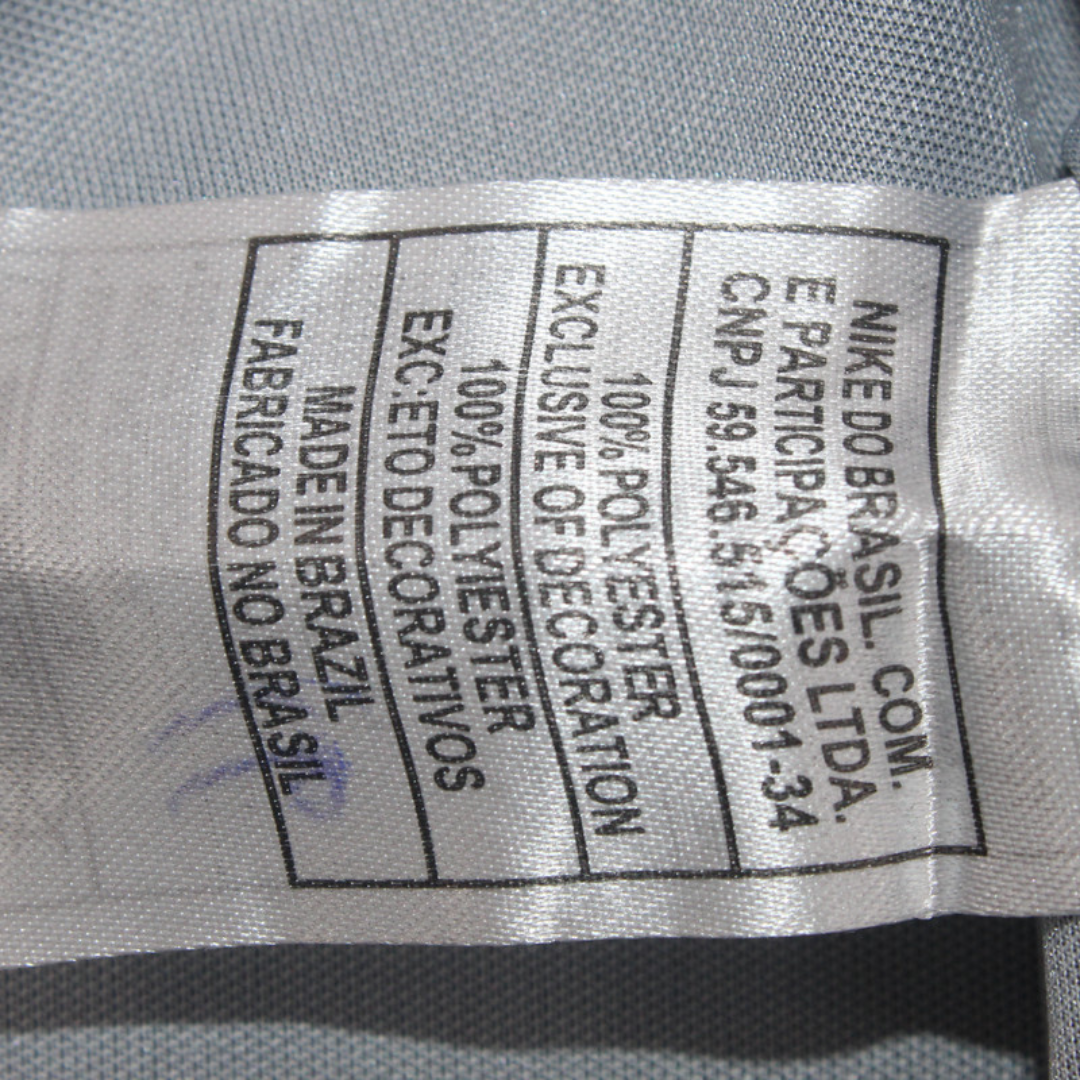 NIKE DO BRASIL. COM.
E PARTICIPAÇÕES LTDA.
CNPJ 59.546.515/0001-34
100%POLYESTER
EXCLUSIVE OF DECORATION
100%POLYIESTER
EXC:ETO DECORATIVOS
MADE IN BRAZIL
FABRICADO NO BRASIL